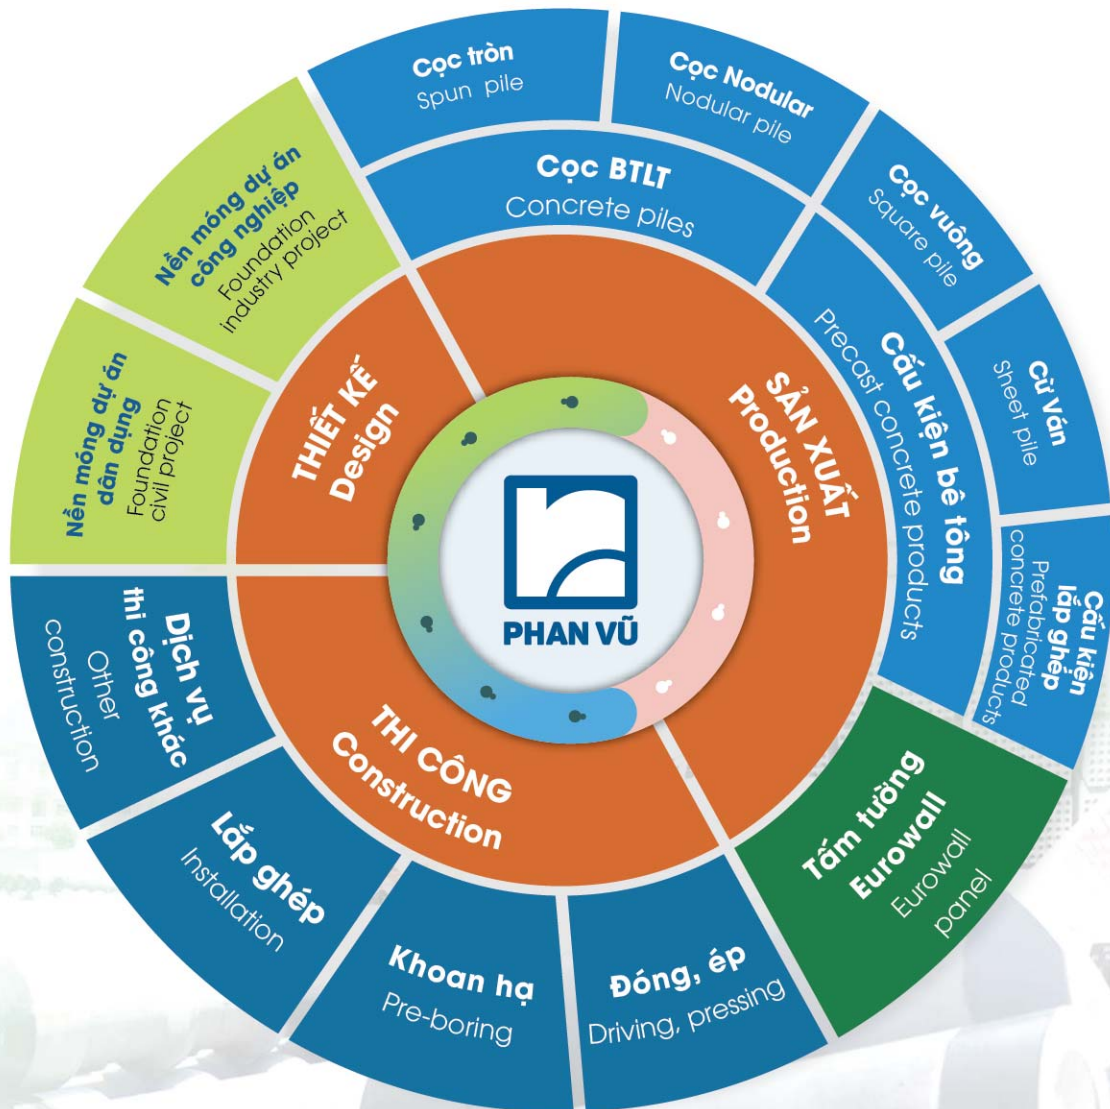 Cọc tròn
Spun pile
Cọc Nodular
Nodular pile
Cọc vuông
Square pile
Cừ Ván
Sheet pile
Cấu kiện
lắp ghép
Prefabricated
concrete products
Cọc BTLT
Concrete piles
Cấu kiện bê tông
Precast concrete products
SẢN XUẤT
Production
Tấm tường
Eurowall
Eurowall
panel
Nền móng dự án
công nghiệp
Foundation
industry project
Nền móng dự án
dân dụng
Foundation
civil project
THIẾT KẾ
Design
PHAN VŨ
THI CÔNG
Construction
Dịch vụ
thi công khác
Other
construction
Lắp ghép
Installation
Khoan hạ
Pre-boring
Đóng, ép
Driving, pressing